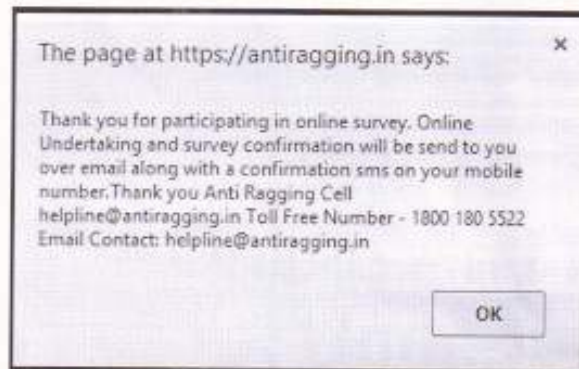 The page at https://antiragging.in says:
×
Thank you for participating in online survey. Online
Undertaking and survey confirmation will be send to you
over email along with a confirmation sms on your mobile
number.Thank you Anti Ragging Cell
helpline@antiragging.in Toll Free Number - 1800 180 5522
Email Contact: helpline@antiragging.in
OK